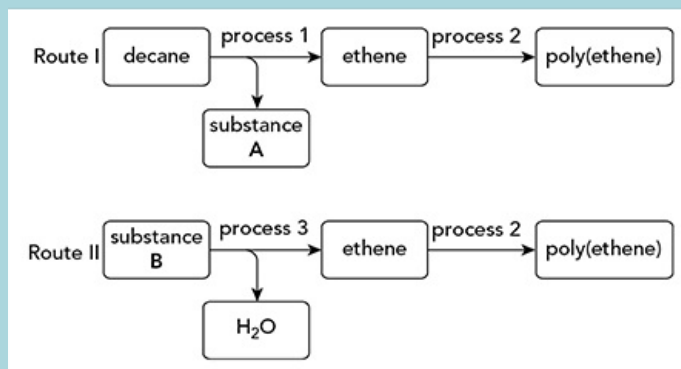 Route I
decane
process 1
ethene
process 2
poly(ethene)
substance
A
Route II
substance
B
process 3
ethene
process 2
poly(ethene)
H₂O